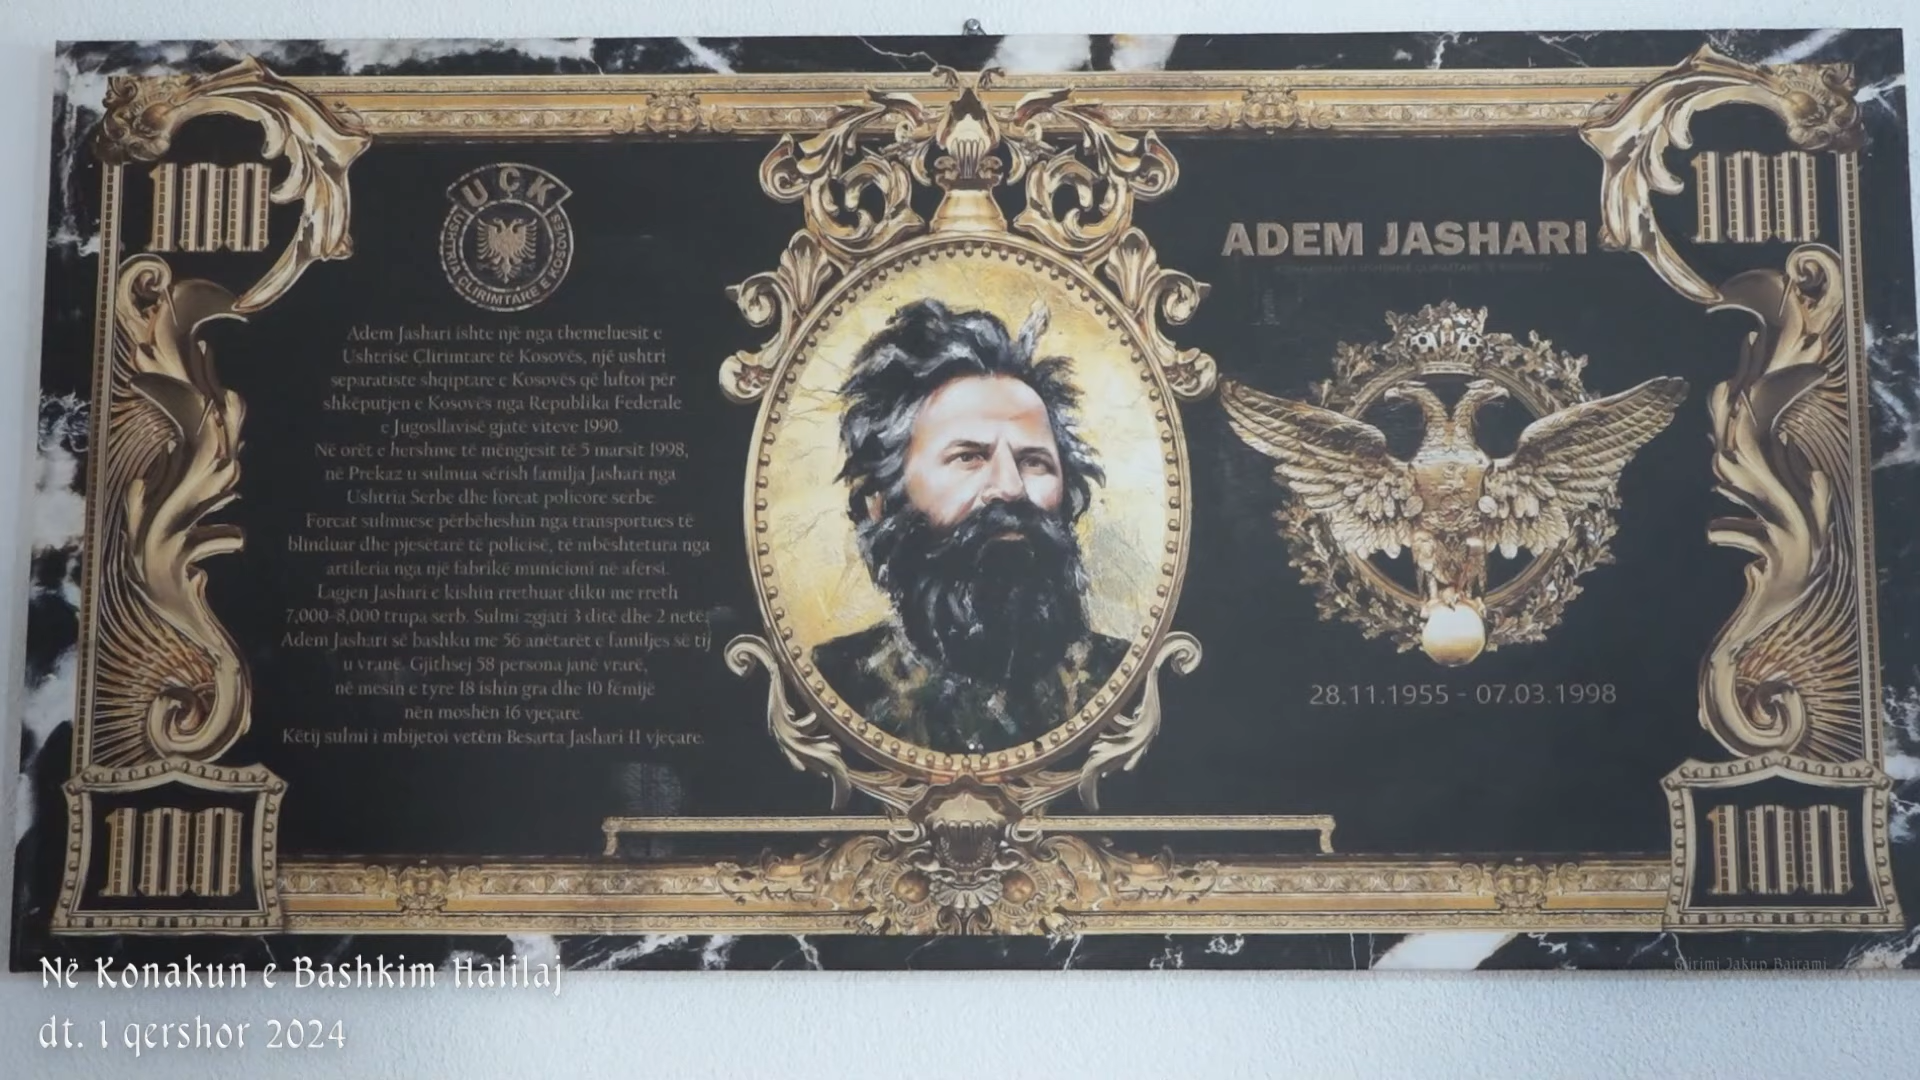 100
100
UÇK
USHTRIA ÇLIRIMTARE E KOSOVËS
Adem Jashari ishte një nga themeluesit e
Ushtrisë Çlirimtare të Kosovës, një ushtri
separatiste shqiptare e Kosovës që luftoi për
shkëputjen e Kosovës nga Republika Federale
e Jugosllavisë gjatë viteve 1990.
Në orët e hershme të mëngjesit të 5 marsit 1998,
në Prekaz u sulmua sërish familja Jashari nga
Ushtria Serbe dhe forcat policore serbe
Forcat sulmuese përbëheshin nga transportues të
blinduar dhe pjesëtarë të policisë, të mbështetura nga
artileria nga një fabrikë municioni në afërsi.
Lagjen Jashari e kishin rrethuar diku me rreth
7,000-8,000 trupa serb. Sulmi zgjati 3 ditë dhe 2 netë;
Adem Jashari së bashku me 56 anëtarët e familjes së tij
u vranë. Gjithsej 58 persona janë vrarë,
në mesin e tyre 18 ishin gra dhe 10 fëmijë
nën moshën 16 vjeçare.
Këtij sulmi i mbijetoi vetëm Besarta Jashari 11 vjeçare.
ADEM JASHARI
28.11.1955 - 07.03.1998
100
100
Jakup Bajrami
Në Konakun e Bashkim Halilaj
dt. 1 qershor 2024